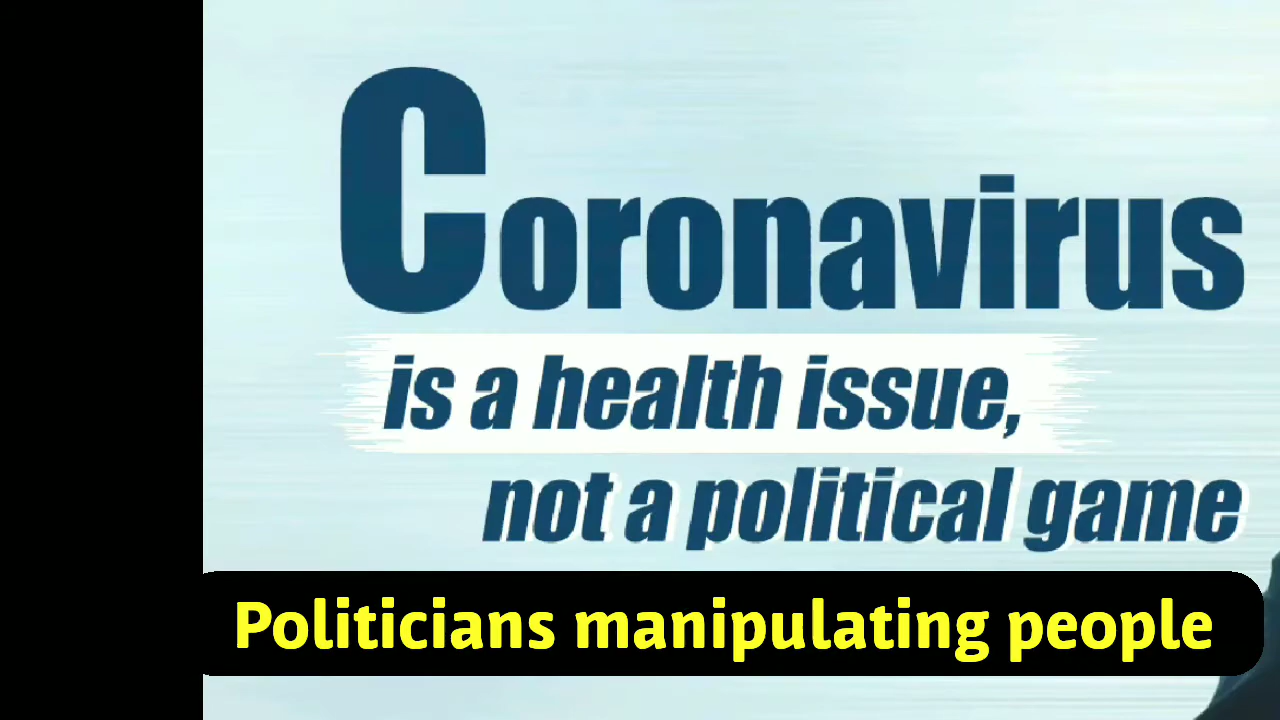 Coronavirus
is a health issue,
not a political game
Politicians manipulating people